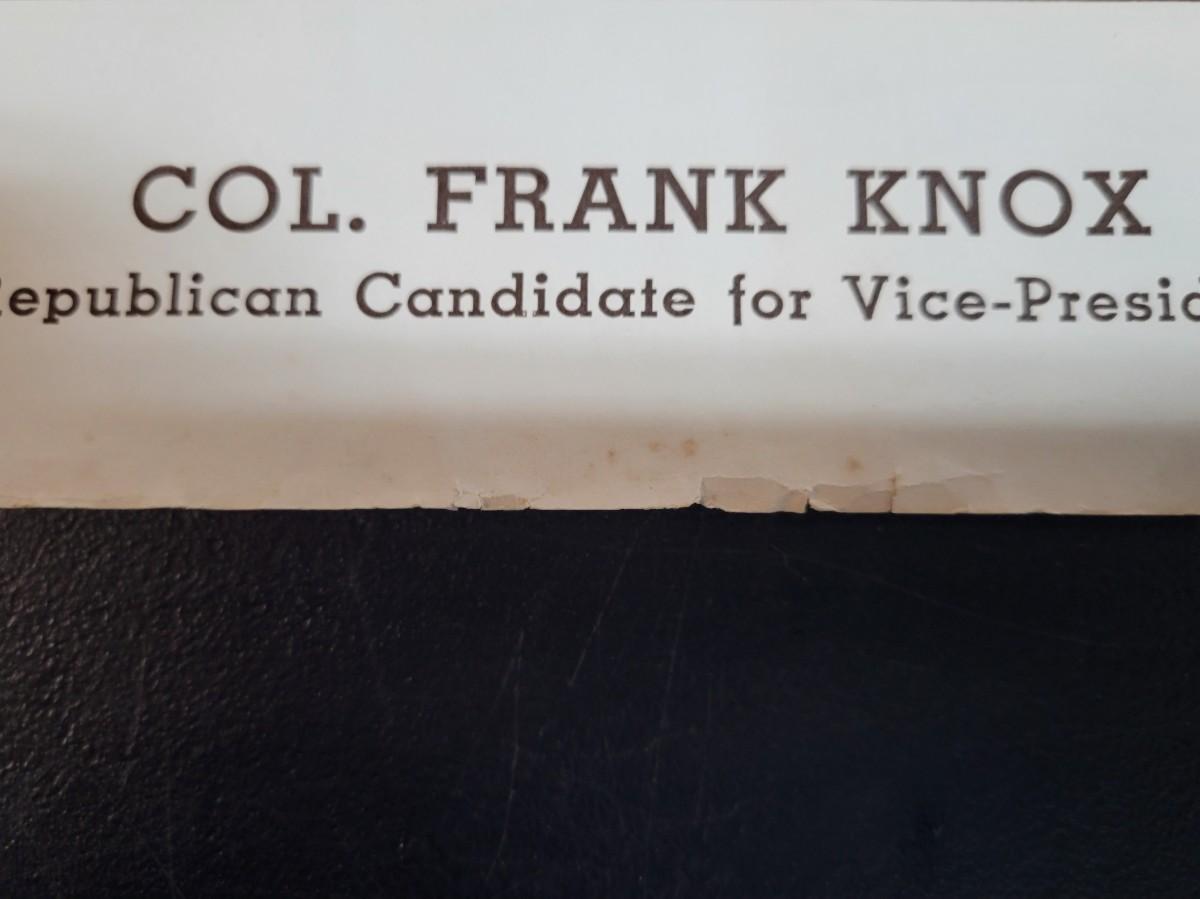 COL. FRANK KNOX
epublican Candidate for Vice-Presid